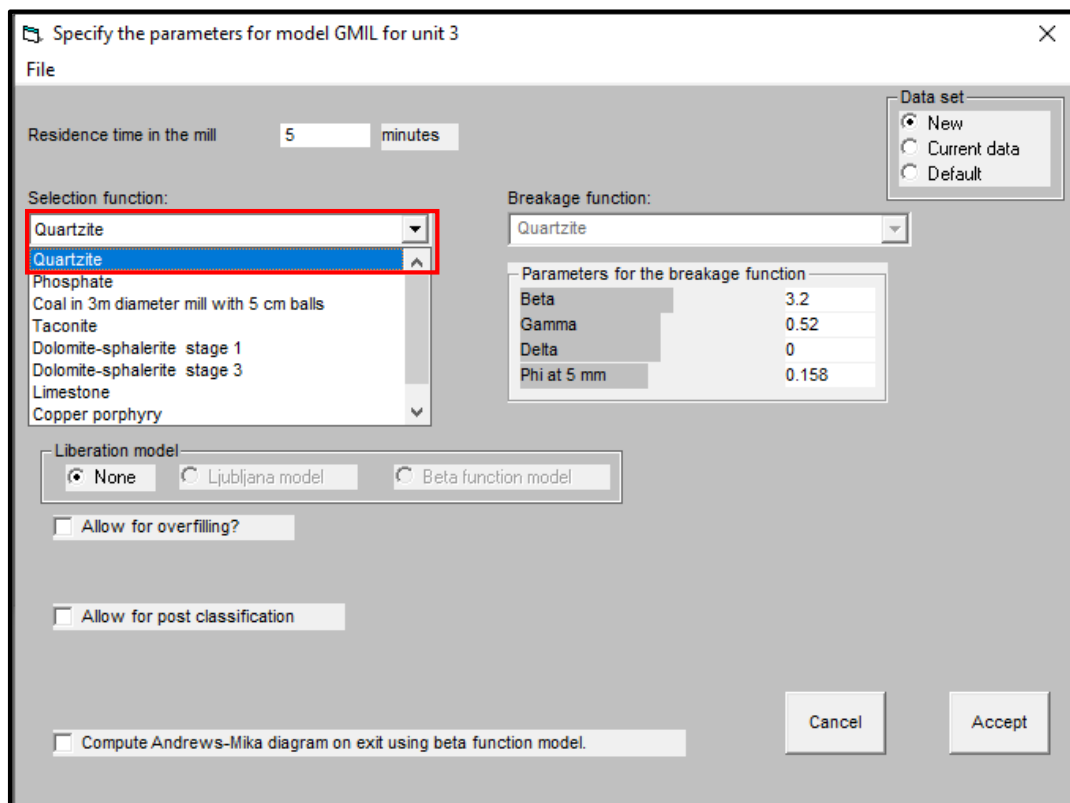 Specify the parameters for model GMIL for unit 3
File
Data set
New
Current data
Default
Residence time in the mill 5 minutes
Selection function:
Quartzite
Quartzite
Phosphate
Coal in 3m diameter mill with 5 cm balls
Taconite
Dolomite-sphalerite stage 1
Dolomite-sphalerite stage 3
Limestone
Copper porphyry
Breakage function:
Quartzite
Parameters for the breakage function
Beta 3.2
Gamma 0.52
Delta 0
Phi at 5 mm 0.158
Liberation model
None Ljubljana model Beta function model
Allow for overfilling?
Allow for post classification
Compute Andrews-Mika diagram on exit using beta function model.
Cancel Accept